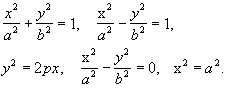 x²/a² + y²/b² = 1, x²/a² − y²/b² = 1,
y² = 2px, x²/a² − y²/b² = 0, x² = a².